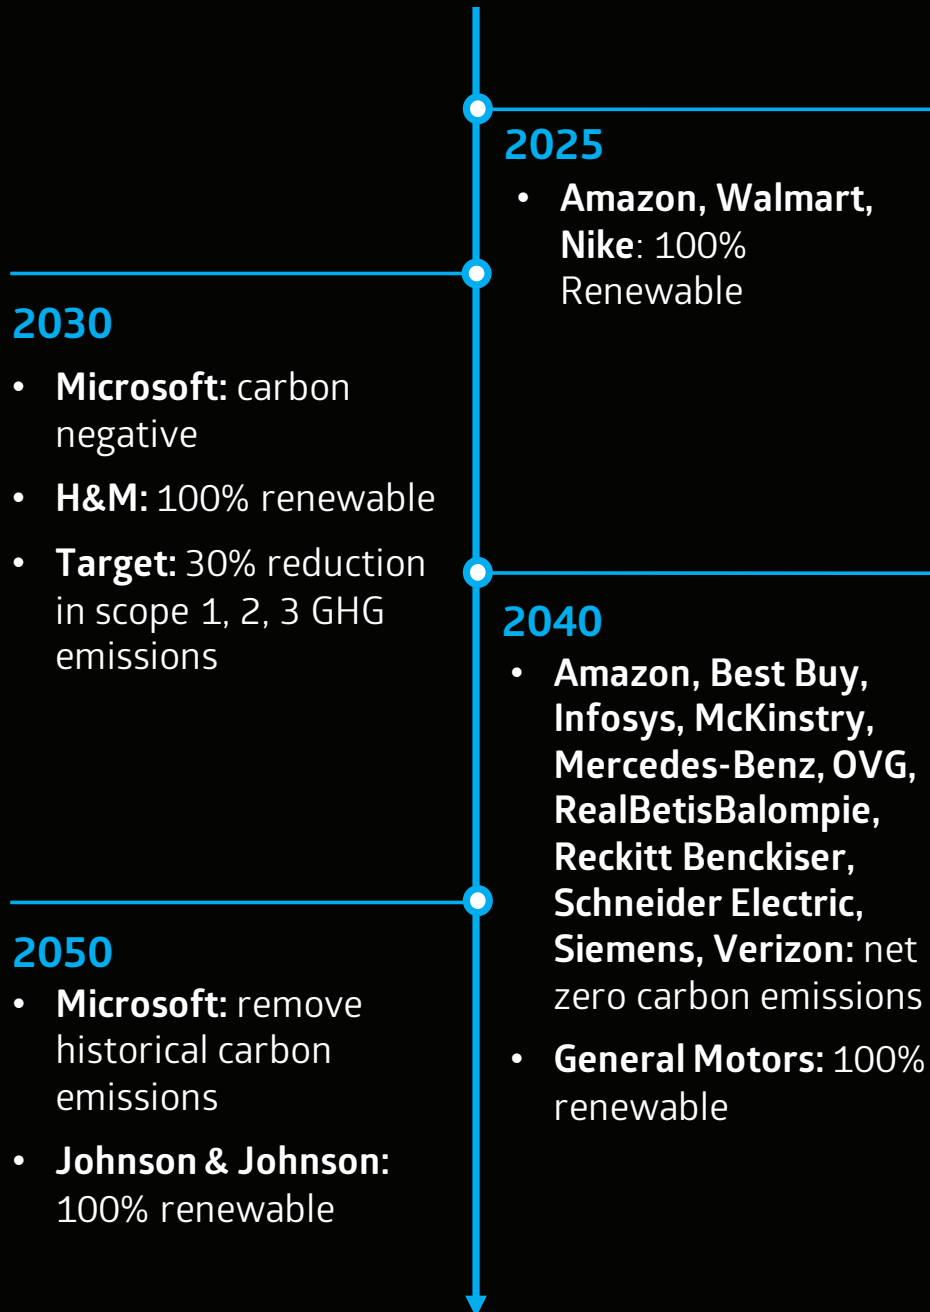 2025
• Amazon, Walmart,
Nike: 100%
Renewable
2030
• Microsoft: carbon
negative
• H&M: 100% renewable
• Target: 30% reduction
in scope 1, 2, 3 GHG
emissions
2040
• Amazon, Best Buy,
Infosys, McKinstry,
Mercedes-Benz, OVG,
RealBetisBalompie,
Reckitt Benckiser,
Schneider Electric,
Siemens, Verizon: net
zero carbon emissions
• General Motors: 100%
renewable
2050
• Microsoft: remove
historical carbon
emissions
• Johnson & Johnson:
100% renewable